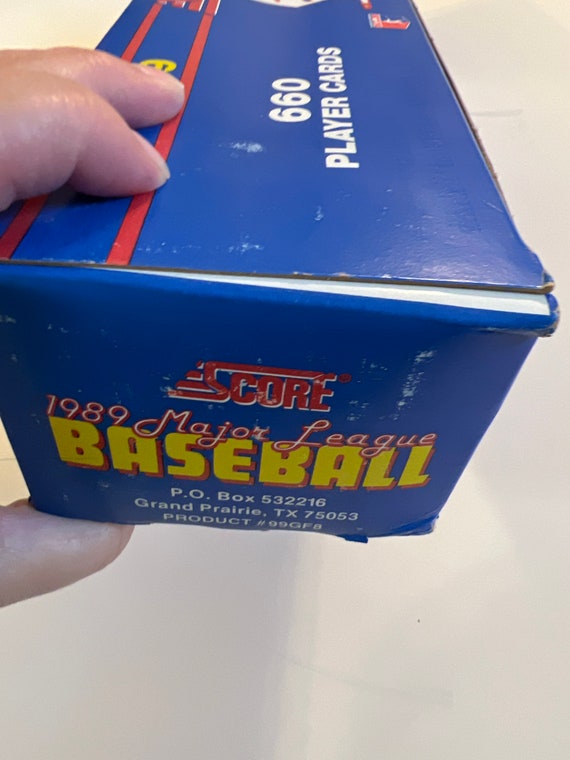 660
PLAYER CARDS
SCORE®
1989 Major League
BASEBALL
P.O. Box 532216
Grand Prairie, TX 75053
PRODUCT #99GF8